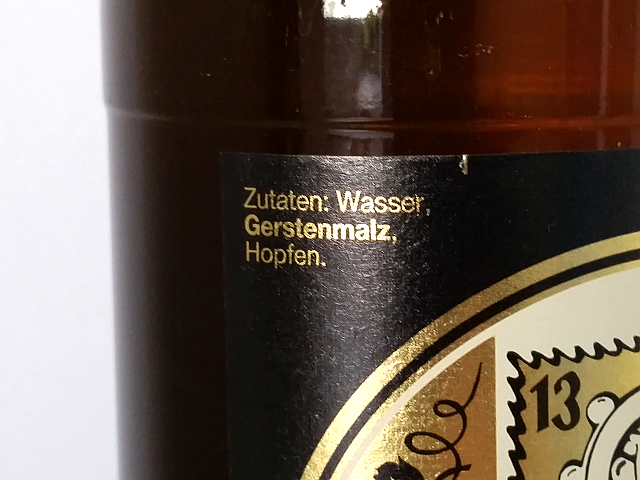 Zutaten: Wasser,
Gerstenmalz,
Hopfen.
13